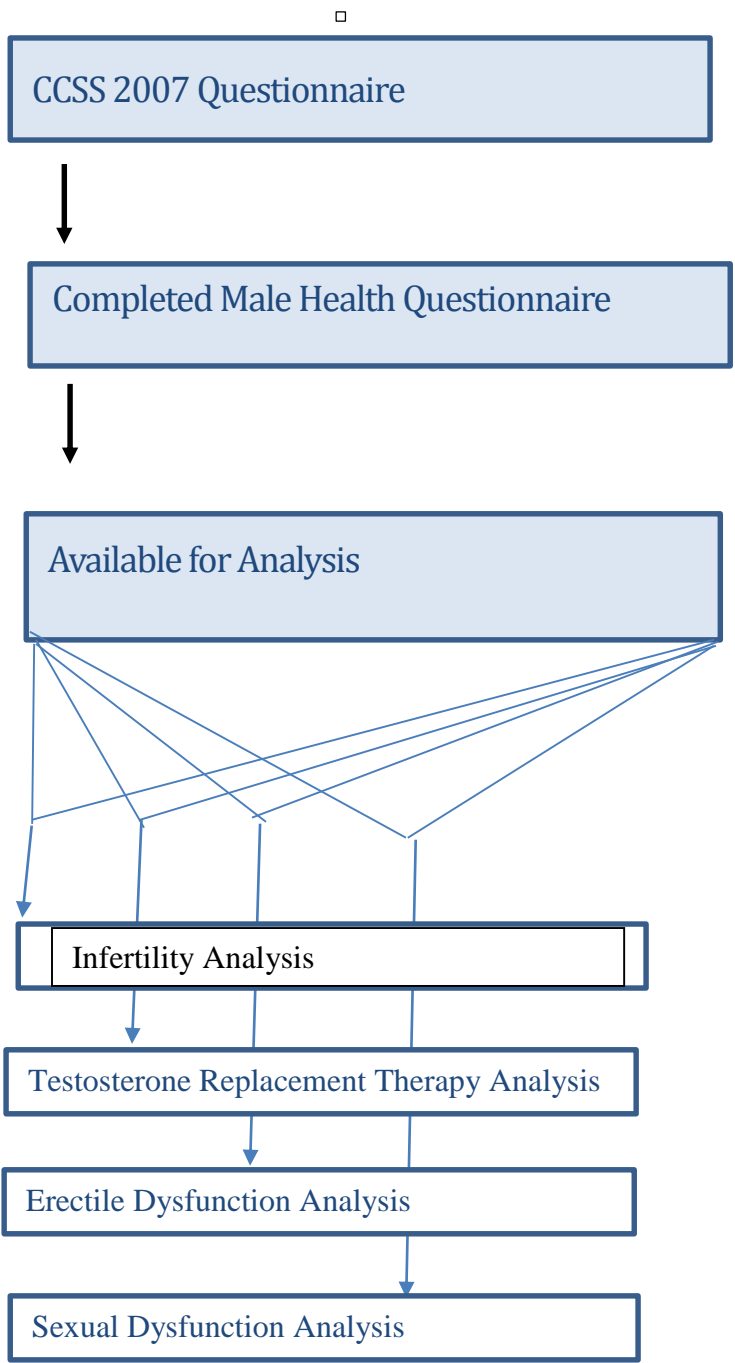 CCSS 2007 Questionnaire
Completed Male Health Questionnaire
Available for Analysis
Infertility Analysis
Testosterone Replacement Therapy Analysis
Erectile Dysfunction Analysis
Sexual Dysfunction Analysis